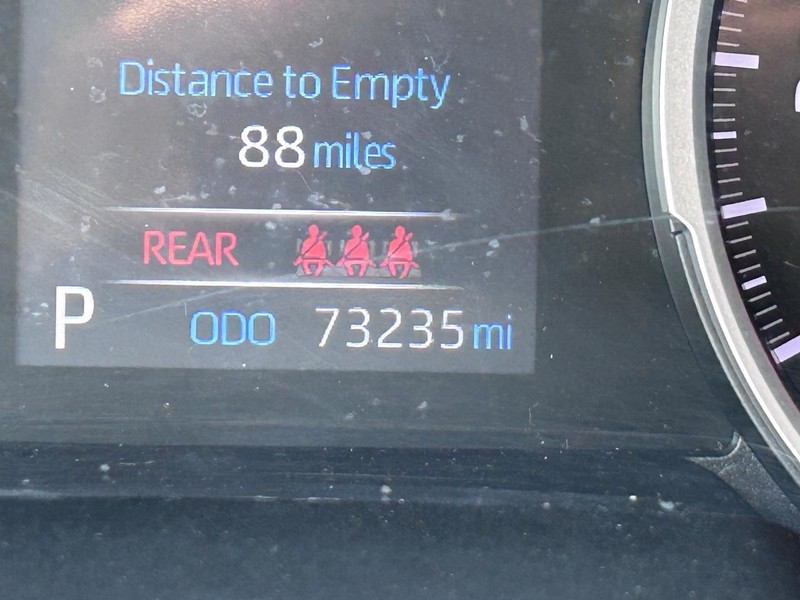 Distance to Empty
88 miles
REAR
P ODO 73235 mi